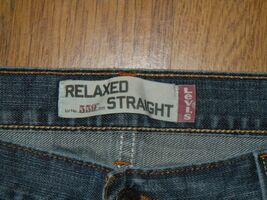 RELAXED
559
STRAIGHT
LEVI'S